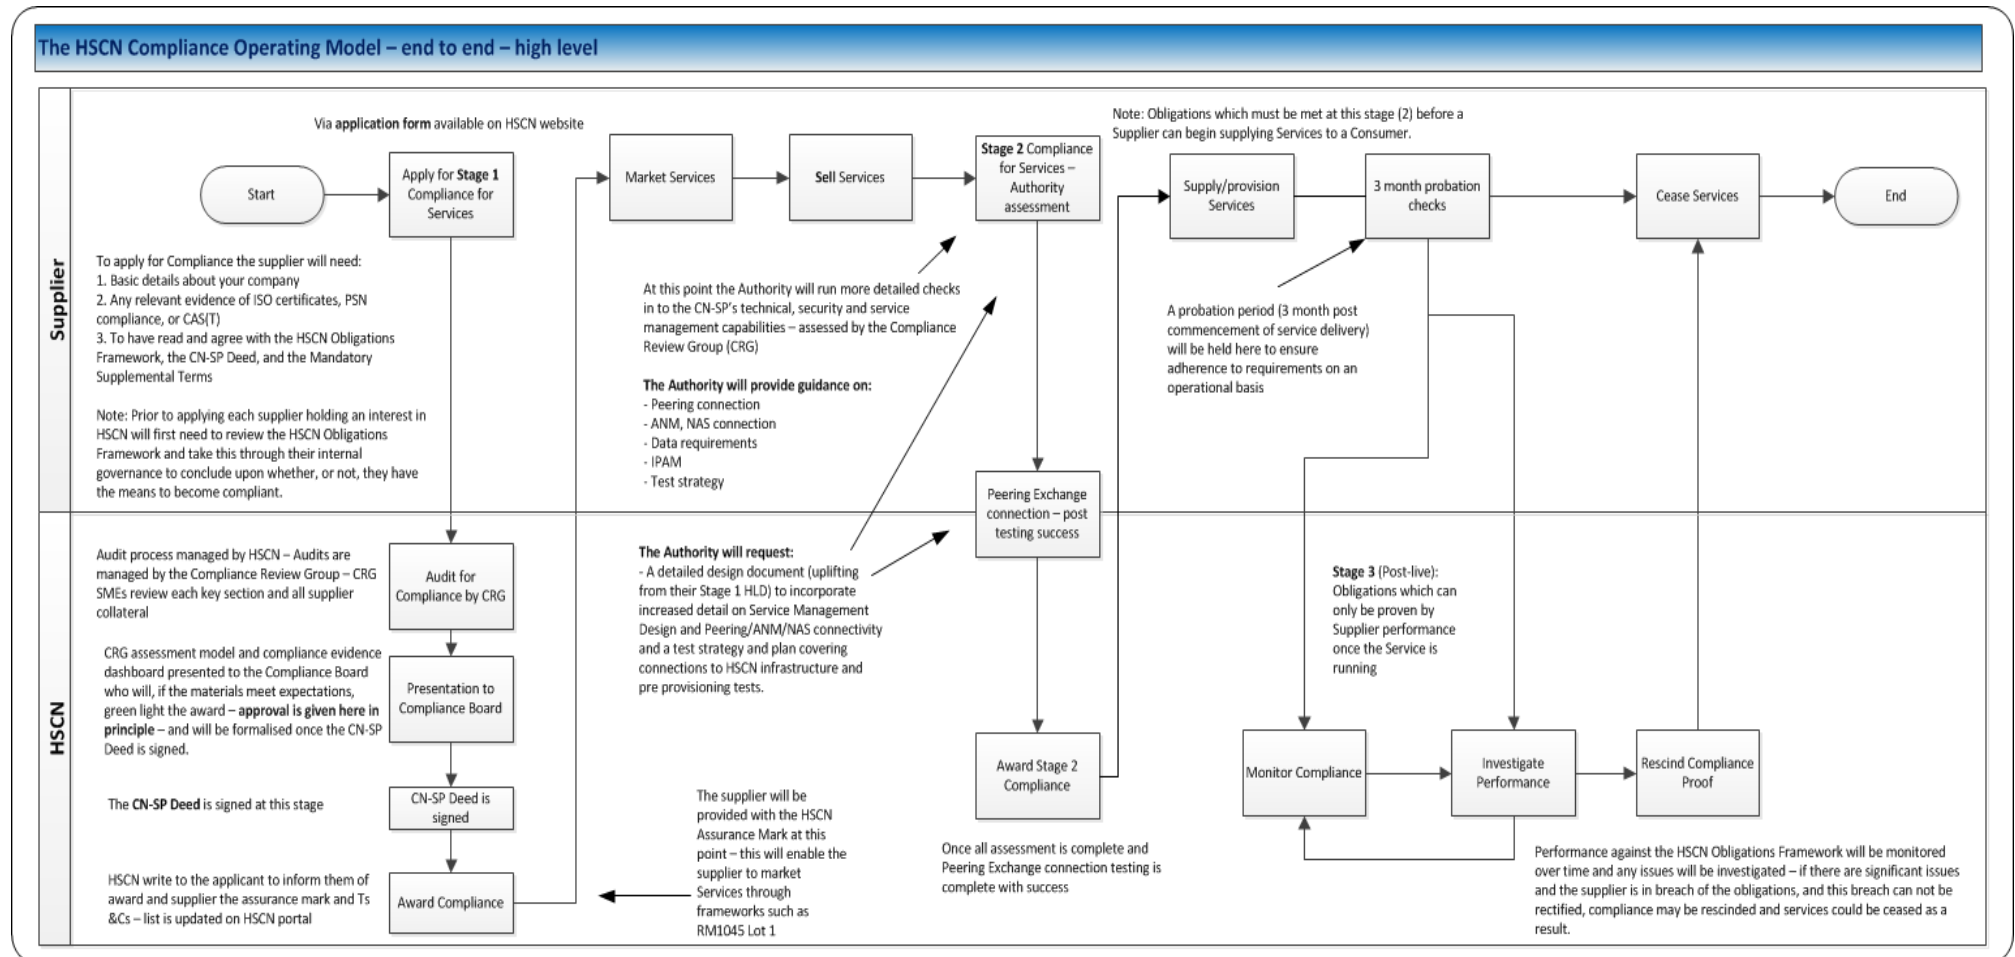 The HSCN Compliance Operating Model – end to end – high level
Supplier
Via application form available on HSCN website
Start
Apply for Stage 1
Compliance for
Services
Market Services
Sell Services
Stage 2 Compliance
for Services –
Authority
assessment
Note: Obligations which must be met at this stage (2) before a
Supplier can begin supplying Services to a Consumer.
Supply/provision
Services
3 month probation
checks
Cease Services
End
To apply for Compliance the supplier will need:
1. Basic details about your company
2. Any relevant evidence of ISO certificates, PSN
compliance, or CAS(T)
3. To have read and agree with the HSCN Obligations
Framework, the CN-SP Deed, and the Mandatory
Supplemental Terms
Note: Prior to applying each supplier holding an interest in
HSCN will first need to review the HSCN Obligations
Framework and take this through their internal
governance to conclude upon whether, or not, they have
the means to become compliant.
At this point the Authority will run more detailed checks
in to the CN-SP's technical, security and service
management capabilities – assessed by the Compliance
Review Group (CRG)
The Authority will provide guidance on:
- Peering connection
- ANM, NAS connection
- Data requirements
- IPAM
- Test strategy
A probation period (3 month post
commencement of service delivery)
will be held here to ensure
adherence to requirements on an
operational basis
Peering Exchange
connection – post
testing success
HSCN
Audit process managed by HSCN – Audits are
managed by the Compliance Review Group – CRG
SMEs review each key section and all supplier
collateral
Audit for
Compliance by CRG
CRG assessment model and compliance evidence
dashboard presented to the Compliance Board
who will, if the materials meet expectations,
green light the award – approval is given here in
principle – and will be formalised once the CN-SP
Deed is signed.
Presentation to
Compliance Board
The CN-SP Deed is signed at this stage
CN-SP Deed is
signed
HSCN write to the applicant to inform them of
award and supplier the assurance mark and Ts
&Cs – list is updated on HSCN portal
Award Compliance
The Authority will request:
- A detailed design document (uplifting
from their Stage 1 HLD) to incorporate
increased detail on Service Management
Design and Peering/ANM/NAS connectivity
and a test strategy and plan covering
connections to HSCN infrastructure and
pre provisioning tests.
The supplier will be
provided with the HSCN
Assurance Mark at this
point – this will enable the
supplier to market
Services through
frameworks such as
RM1045 Lot 1
Award Stage 2
Compliance
Once all assessment is complete and
Peering Exchange connection testing is
complete with success
Stage 3 (Post-live):
Obligations which can
only be proven by
Supplier performance
once the Service is
running
Monitor Compliance
Investigate
Performance
Rescind Compliance
Proof
Performance against the HSCN Obligations Framework will be monitored
over time and any issues will be investigated – if there are significant issues
and the supplier is in breach of the obligations, and this breach can not be
rectified, compliance may be rescinded and services could be ceased as a
result.